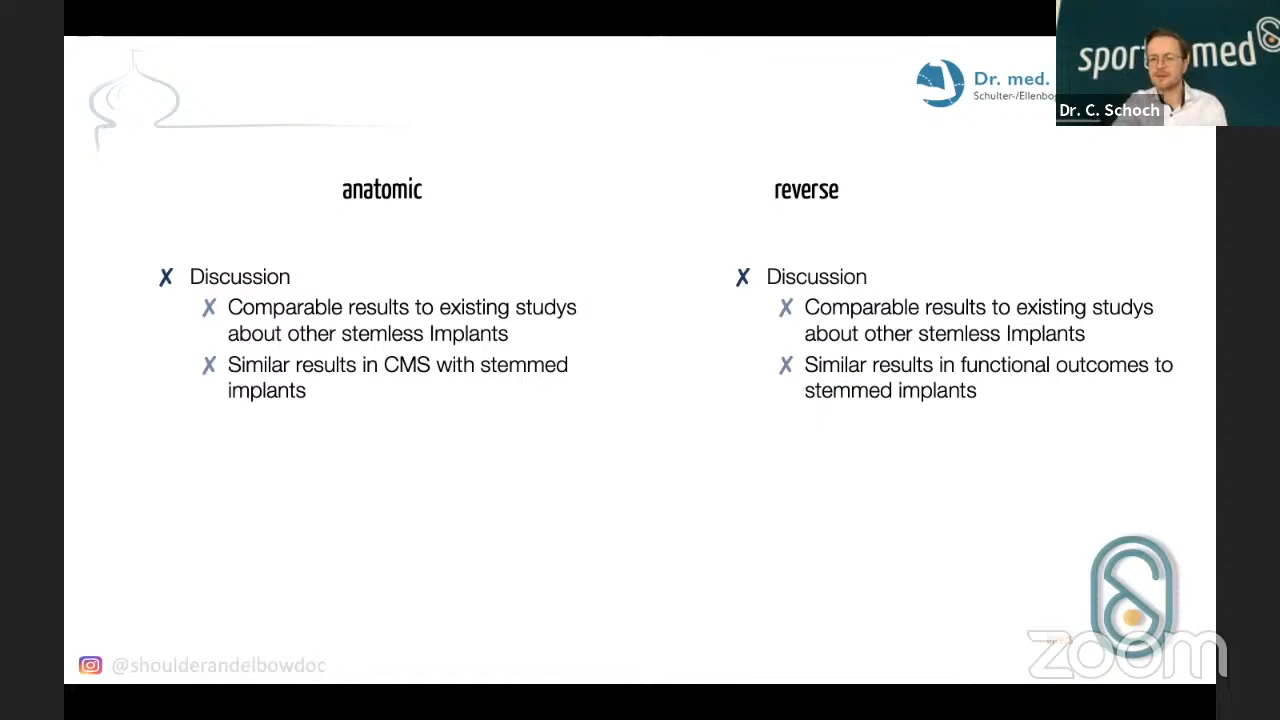 Dr. med.
Schulter-/Ellenbo
med
Dr. C. Schoch
anatomic
reverse
✗ Discussion
✗ Comparable results to existing studys
about other stemless Implants
✗ Similar results in CMS with stemmed
implants
✗ Discussion
✗ Comparable results to existing studys
about other stemless Implants
✗ Similar results in functional outcomes to
stemmed implants
@shoulderandelbowdoc
zoom